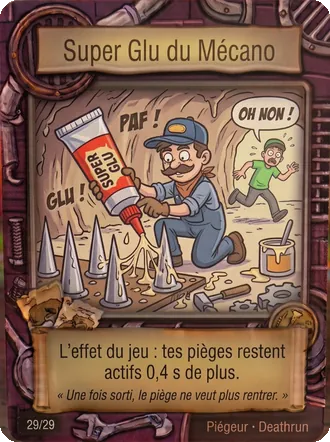 Super Glu du Mécano
PAF !
OH NON !
GLU !
SUPER
GLU
L'effet du jeu : tes pièges restent
actifs 0,4 s de plus.
« Une fois sorti, le piège ne veut plus rentrer. »
29/29
Piégeur · Deathrun